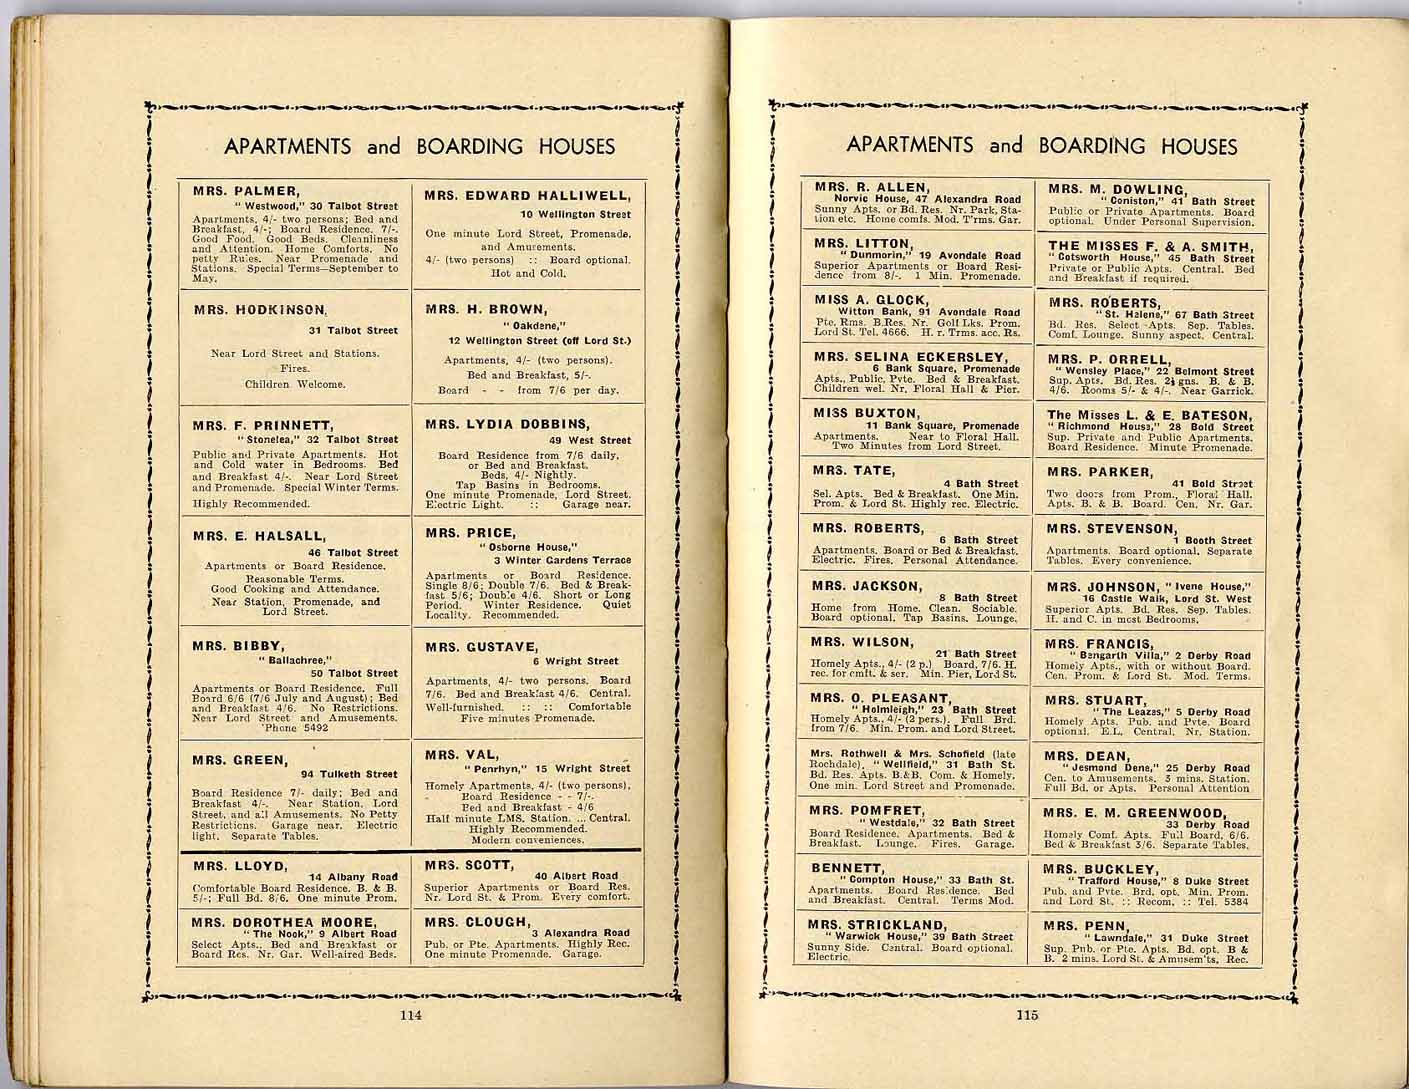 APARTMENTS and BOARDING HOUSES
MRS. PALMER,
"Westwood," 30 Talbot Street
Apartments, 4/- two persons; Bed and
Breakfast, 4/-; Board Residence. 7/-.
Good Food. Good Beds. Cleanliness
and Attention. Home Comforts. No
petty Rules. Near Promenade and
Stations. Special Terms—September to
May.
MRS. HODKINSON,
31 Talbot Street
Near Lord Street and Stations.
Fires.
Children Welcome.
MRS. F. PRINNETT,
"Stonelea," 32 Talbot Street
Public and Private Apartments. Hot
and Cold water in Bedrooms. Bed
and Breakfast 4/-. Near Lord Street
and Promenade. Special Winter Terms.
Highly Recommended.
MRS. E. HALSALL,
46 Talbot Street
Apartments or Board Residence.
Reasonable Terms.
Good Cooking and Attendance.
Near Station, Promenade, and
Lord Street.
MRS. BIBBY,
"Ballachree,"
50 Talbot Street
Apartments or Board Residence. Full
Board 6/6 (7/6 July and August); Bed
and Breakfast 4/6. No Restrictions.
Near Lord Street and Amusements.
'Phone 5492
MRS. GREEN,
94 Tulketh Street
Board Residence 7/- daily; Bed and
Breakfast 4/-. Near Station, Lord
Street, and all Amusements. No Petty
Restrictions. Garage near. Electric
light. Separate Tables.
MRS. LLOYD,
14 Albany Road
Comfortable Board Residence. B. & B.
5/-; Full Bd. 8/6. One minute Prom.
MRS. DOROTHEA MOORE,
"The Nook," 9 Albert Road
Select Apts., Bed and Breakfast or
Board Res. Nr. Gar. Well-aired Beds.
MRS. EDWARD HALLIWELL,
10 Wellington Street
One minute Lord Street, Promenade,
and Amusements.
4/- (two persons) :: Board optional.
Hot and Cold.
MRS. H. BROWN,
"Oakdene,"
12 Wellington Street (off Lord St.)
Apartments, 4/- (two persons).
Bed and Breakfast, 5/-.
Board - - from 7/6 per day.
MRS. LYDIA DOBBINS,
49 West Street
Board Residence from 7/6 daily,
or Bed and Breakfast.
Beds, 4/- Nightly.
Tap Basins in Bedrooms.
One minute Promenade, Lord Street.
Electric Light. :: Garage near.
MRS. PRICE,
"Osborne House,"
3 Winter Gardens Terrace
Apartments or Board Residence.
Single 8/6; Double 7/6. Bed & Break-
fast 5/6; Double 4/6. Short or Long
Period. Winter Residence. Quiet
Locality. Recommended.
MRS. GUSTAVE,
6 Wright Street
Apartments, 4/- two persons. Board
7/6. Bed and Breakfast 4/6. Central.
Well-furnished. :: :: Comfortable
Five minutes Promenade.
MRS. VAL,
"Penrhyn," 15 Wright Street
Homely Apartments, 4/- (two persons).
Board Residence - - 7/-.
Bed and Breakfast - 4/6
Half minute LMS. Station. ... Central.
Highly Recommended.
Modern conveniences.
MRS. SCOTT,
40 Albert Road
Superior Apartments or Board Res.
Nr. Lord St. & Prom. Every comfort.
MRS. CLOUGH,
3 Alexandra Road
Pub. or Pte. Apartments. Highly Rec.
One minute Promenade. Garage.
114
APARTMENTS and BOARDING HOUSES
MRS. R. ALLEN,
Norvic House, 47 Alexandra Road
Sunny Apts. or Bd. Res. Nr. Park, Sta-
tion etc. Home comfs. Mod. T'rms. Gar.
MRS. LITTON,
"Dunmorin," 19 Avondale Road
Superior Apartments or Board Resi-
dence from 8/-. 1 Min. Promenade.
MISS A. GLOCK,
Witton Bank, 91 Avondale Road
Pte. Rms. B.Res. Nr. Golf Lks. Prom.
Lord St. Tel. 4666. H. r. Trms. acc. Rs.
MRS. SELINA ECKERSLEY,
6 Bank Square, Promenade
Apts., Public, Pvte. Bed & Breakfast.
Children wel. Nr. Floral Hall & Pier.
MISS BUXTON,
11 Bank Square, Promenade
Apartments. Near to Floral Hall.
Two Minutes from Lord Street.
MRS. TATE,
4 Bath Street
Sel. Apts. Bed & Breakfast. One Min.
Prom. & Lord St. Highly rec. Electric.
MRS. ROBERTS,
6 Bath Street
Apartments. Board or Bed & Breakfast.
Electric. Fires. Personal Attendance.
MRS. JACKSON,
8 Bath Street
Home from Home. Clean. Sociable.
Board optional. Tap Basins. Lounge.
MRS. WILSON,
21 Bath Street
Homely Apts., 4/- (2 p.) Board, 7/6. H.
rec. for cmft. & ser. Min. Pier, Lord St.
MRS. O. PLEASANT,
"Holmleigh," 23 Bath Street
Homely Apts., 4/- (2 pers.). Full Brd.
from 7/6. Min. Prom. and Lord Street.
Mrs. Rothwell & Mrs. Schofield (late
Rochdale), "Wellfield," 31 Bath St.
Bd. Res. Apts. B.&B. Com. & Homely.
One min. Lord Street and Promenade.
MRS. POMFRET,
"Westdale," 32 Bath Street
Board Residence. Apartments. Bed &
Breakfast. Lounge. Fires. Garage.
BENNETT,
"Compton House," 33 Bath St.
Apartments. Board Residence. Bed
and Breakfast. Central. Terms Mod.
MRS. STRICKLAND,
"Warwick House," 39 Bath Street
Sunny Side. Central. Board optional.
Electric.
MRS. M. DOWLING,
"Coniston," 41 Bath Street
Public or Private Apartments. Board
optional. Under Personal Supervision.
THE MISSES F. & A. SMITH,
"Cotsworth House," 45 Bath Street
Private or Public Apts. Central. Bed
and Breakfast if required.
MRS. ROBERTS,
"St. Helene," 67 Bath Street
Bd. Res. Select Apts. Sep. Tables.
Comf. Lounge. Sunny aspect. Central.
MRS. P. ORRELL,
"Wensley Place," 22 Belmont Street
Sup. Apts. Bd. Res. 2½ gns. B. & B.
4/6. Rooms 5/- & 4/-. Near Garrick.
The Misses L. & E. BATESON,
"Richmond House," 28 Bold Street
Sup. Private and Public Apartments.
Board Residence. Minute Promenade.
MRS. PARKER,
41 Bold Street
Two doors from Prom., Floral Hall.
Apts. B. & B. Board. Cen. Nr. Gar.
MRS. STEVENSON,
1 Booth Street
Apartments. Board optional. Separate
Tables. Every convenience.
MRS. JOHNSON, "Ivene House,"
16 Castle Walk, Lord St. West
Superior Apts. Bd. Res. Sep. Tables.
H. and C. in most Bedrooms.
MRS. FRANCIS,
"Bangarth Villa," 2 Derby Road
Homely Apts., with or without Board.
Cen. Prom. & Lord St. Mod. Terms.
MRS. STUART,
"The Leazes," 5 Derby Road
Homely Apts. Pub. and Pvte. Board
optional. E.L. Central. Nr. Station.
MRS. DEAN,
"Jesmond Dene," 25 Derby Road
Cen. to Amusements. 3 mins. Station.
Full Bd. or Apts. Personal Attention
MRS. E. M. GREENWOOD,
33 Derby Road
Homely Comf. Apts. Full Board, 6/6.
Bed & Breakfast 3/6. Separate Tables.
MRS. BUCKLEY,
"Trafford House," 8 Duke Street
Pub. and Pvte. Brd. opt. Min. Prom.
and Lord St. :: Recom. :: Tel. 5384
MRS. PENN,
"Lawndale," 31 Duke Street
Sup. Pub. or Pte. Apts. Bd. opt. B &
B. 2 mins. Lord St. & Amusem'ts. Rec.
115